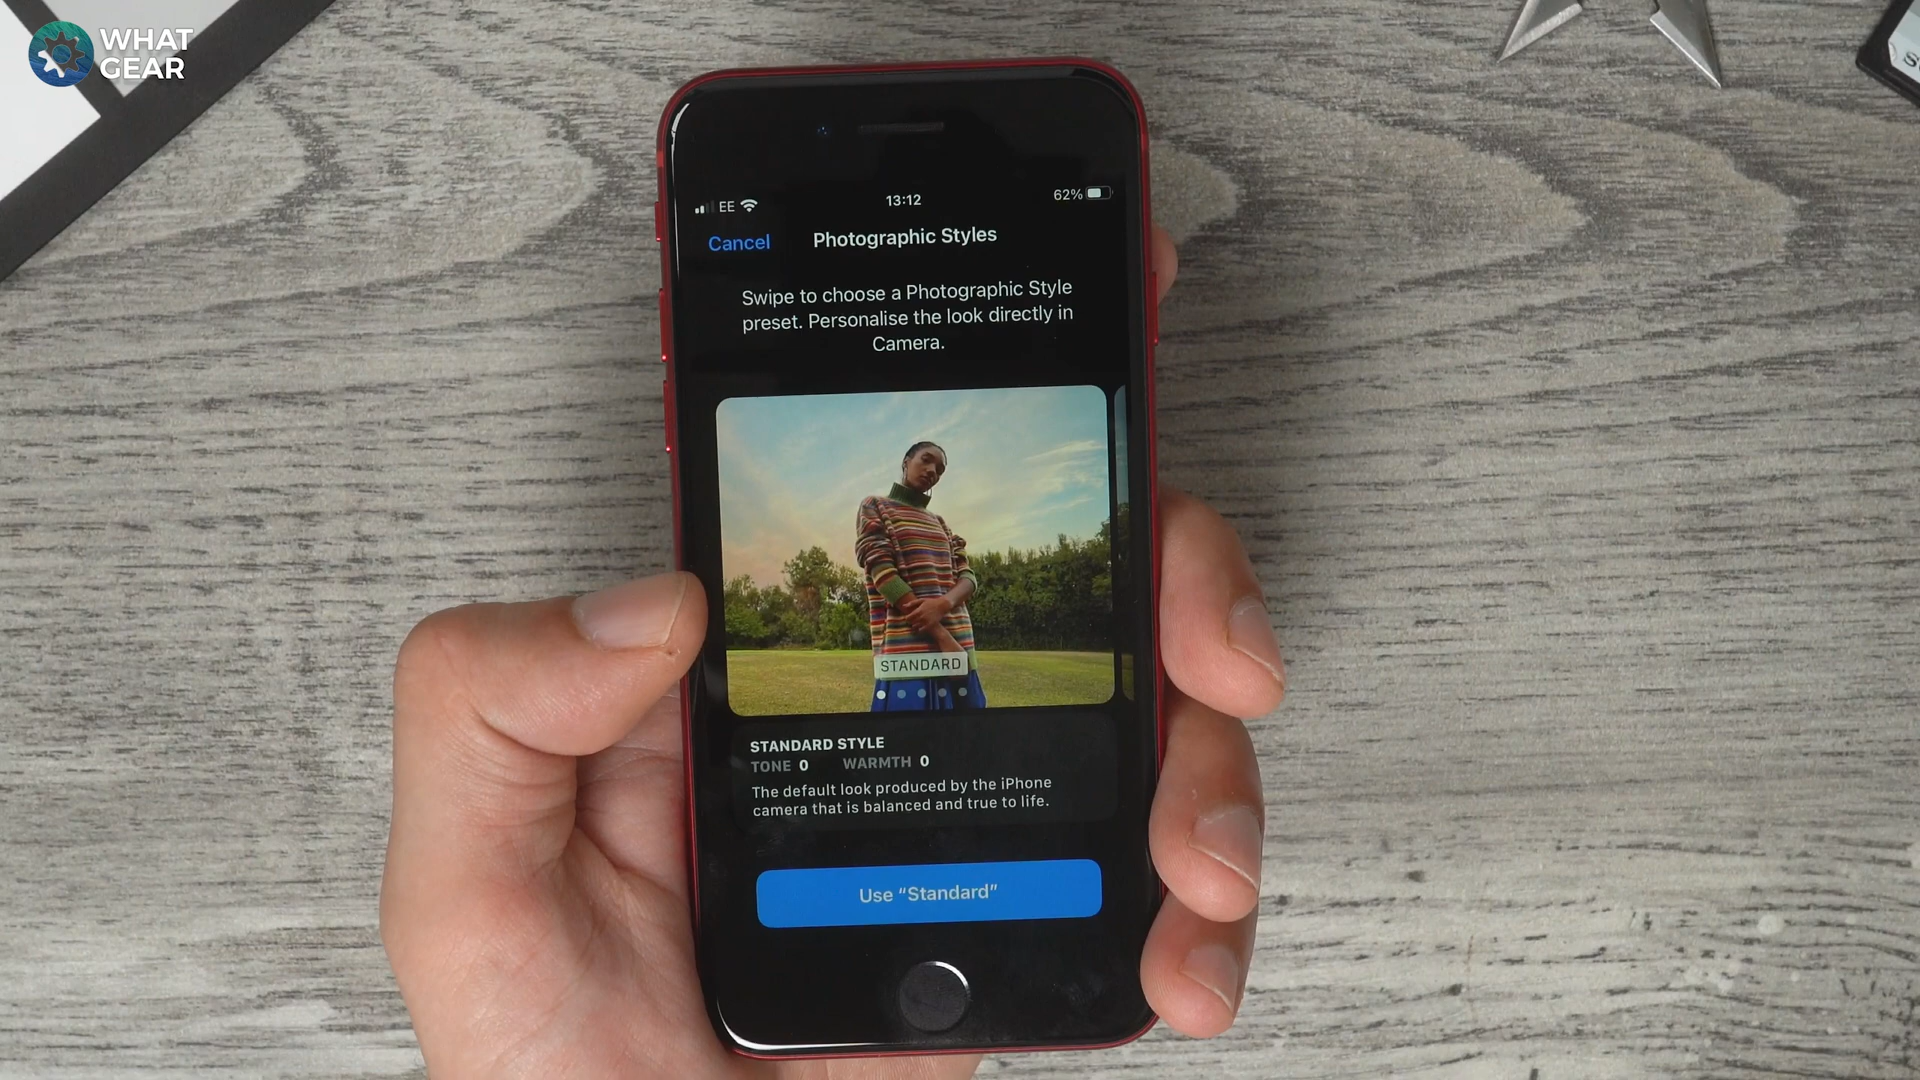 WHAT
GEAR
EE
13:12
62%
Cancel
Photographic Styles
Swipe to choose a Photographic Style
preset. Personalise the look directly in
Camera.
STANDARD
STANDARD STYLE
TONE 0 WARMTH 0
The default look produced by the iPhone
camera that is balanced and true to life.
Use “Standard”